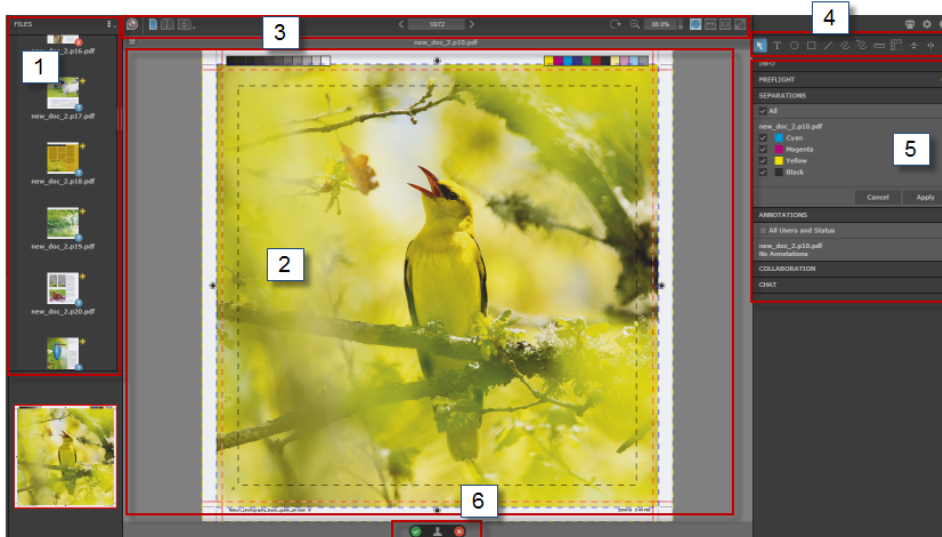 FILES
1
new_doc_2.p16.pdf
new_doc_2.p17.pdf
new_doc_2.p18.pdf
new_doc_2.p19.pdf
new_doc_2.p20.pdf
3
10/72
88.9%
new_doc_2.p10.pdf
2
6
4
T
INFO
PREFLIGHT
SEPARATIONS
All
new_doc_2.p10.pdf
Cyan
Magenta
Yellow
Black
5
Cancel
Apply
ANNOTATIONS
All Users and Status
new_doc_2.p10.pdf
No Annotations
COLLABORATION
CHAT